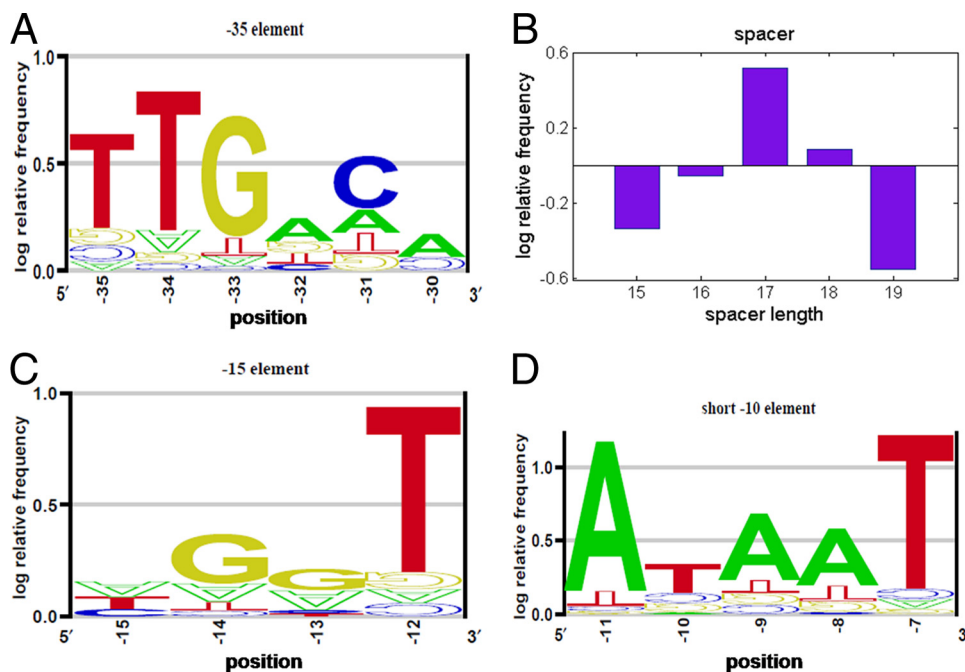 A
-35 element
log relative frequency
1.0
0.5
0.0
5′ -35 -34 -33 -32 -31 -30 3′
position
B
spacer
log relative frequency
0.6
0.2
-0.2
-0.6
15 16 17 18 19
spacer length
C
-15 element
log relative frequency
1.0
0.5
0.0
5′ -15 -14 -13 -12 3′
position
D
short -10 element
log relative frequency
1.0
0.5
0.0
5′ -11 -10 -9 -8 -7 3
position